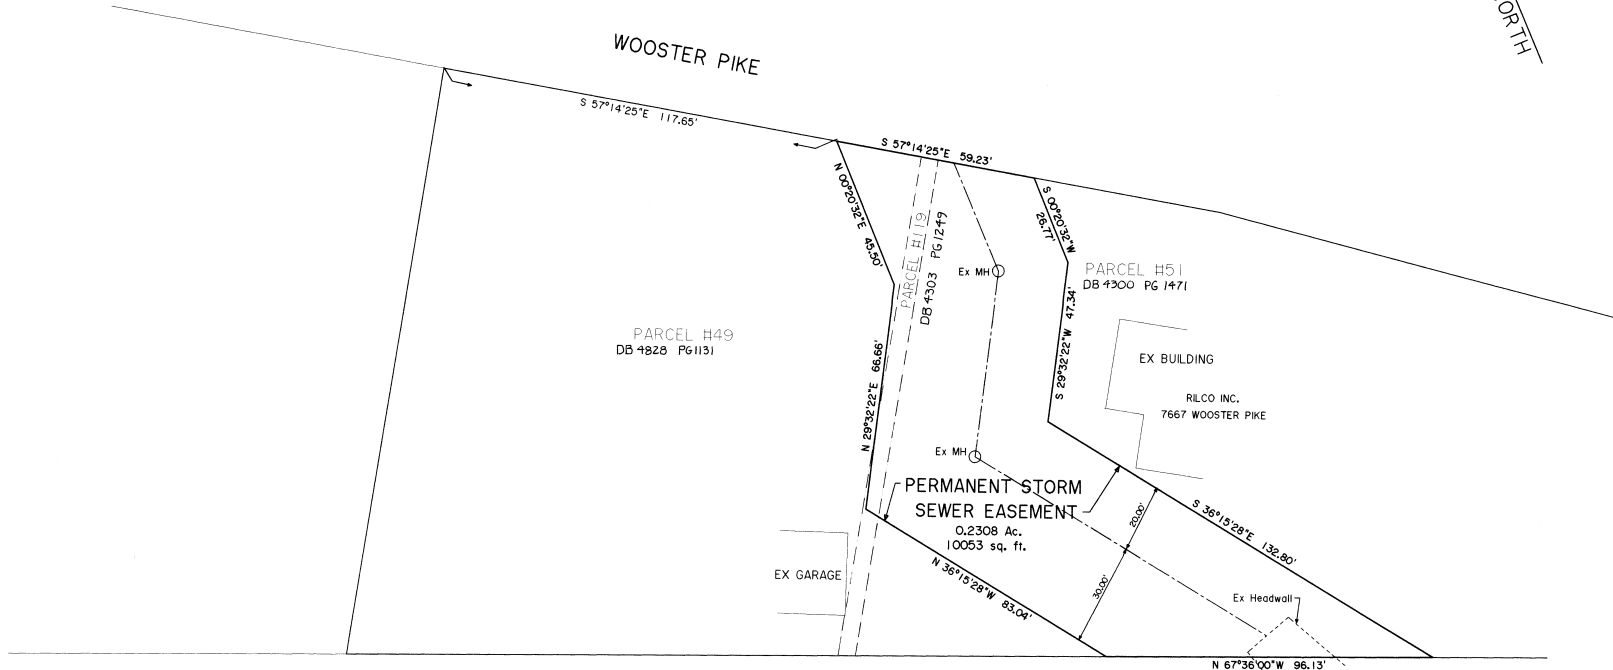 NORTH
WOOSTER PIKE
S 57°14'25"E 117.65'
S 57°14'25"E 59.23'
N 00°20'32"E 45.50'
PARCEL #119
DB 4303 PG 1249
S 00°20'32"W
26.77'
Ex MH
PARCEL #51
DB 4300 PG 1471
S 29°32'22"W 47.34'
PARCEL #49
DB 4828 PG 1131
N 29°32'22"E 66.66'
EX BUILDING
RILCO INC.
7667 WOOSTER PIKE
Ex MH
PERMANENT STORM
SEWER EASEMENT
0.2308 Ac.
10053 sq. ft.
20.00'
S 36°15'28"E 132.80'
EX GARAGE
N 36°15'28"W 83.04'
30.00'
Ex Headwall
N 67°36'00"W 96.13'